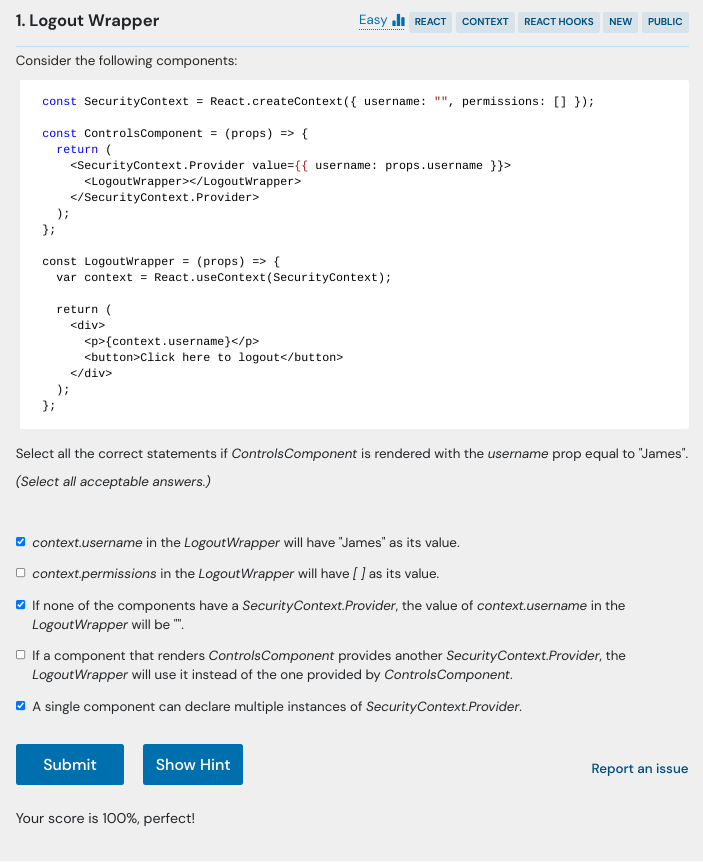 1. Logout Wrapper
Easy REACT CONTEXT REACT HOOKS NEW PUBLIC
Consider the following components:
const SecurityContext = React.createContext({ username: "", permissions: [] });
const ControlsComponent = (props) => {
  return (
    <SecurityContext.Provider value={{ username: props.username }}>
      <LogoutWrapper></LogoutWrapper>
    </SecurityContext.Provider>
  );
};
const LogoutWrapper = (props) => {
  var context = React.useContext(SecurityContext);
  return (
    <div>
      <p>{context.username}</p>
      <button>Click here to logout</button>
    </div>
  );
};
Select all the correct statements if ControlsComponent is rendered with the username prop equal to "James".
(Select all acceptable answers.)
context.username in the LogoutWrapper will have "James" as its value.
context.permissions in the LogoutWrapper will have [ ] as its value.
If none of the components have a SecurityContext.Provider, the value of context.username in the
LogoutWrapper will be "".
If a component that renders ControlsComponent provides another SecurityContext.Provider, the
LogoutWrapper will use it instead of the one provided by ControlsComponent.
A single component can declare multiple instances of SecurityContext.Provider.
Submit Show Hint
Report an issue
Your score is 100%, perfect!